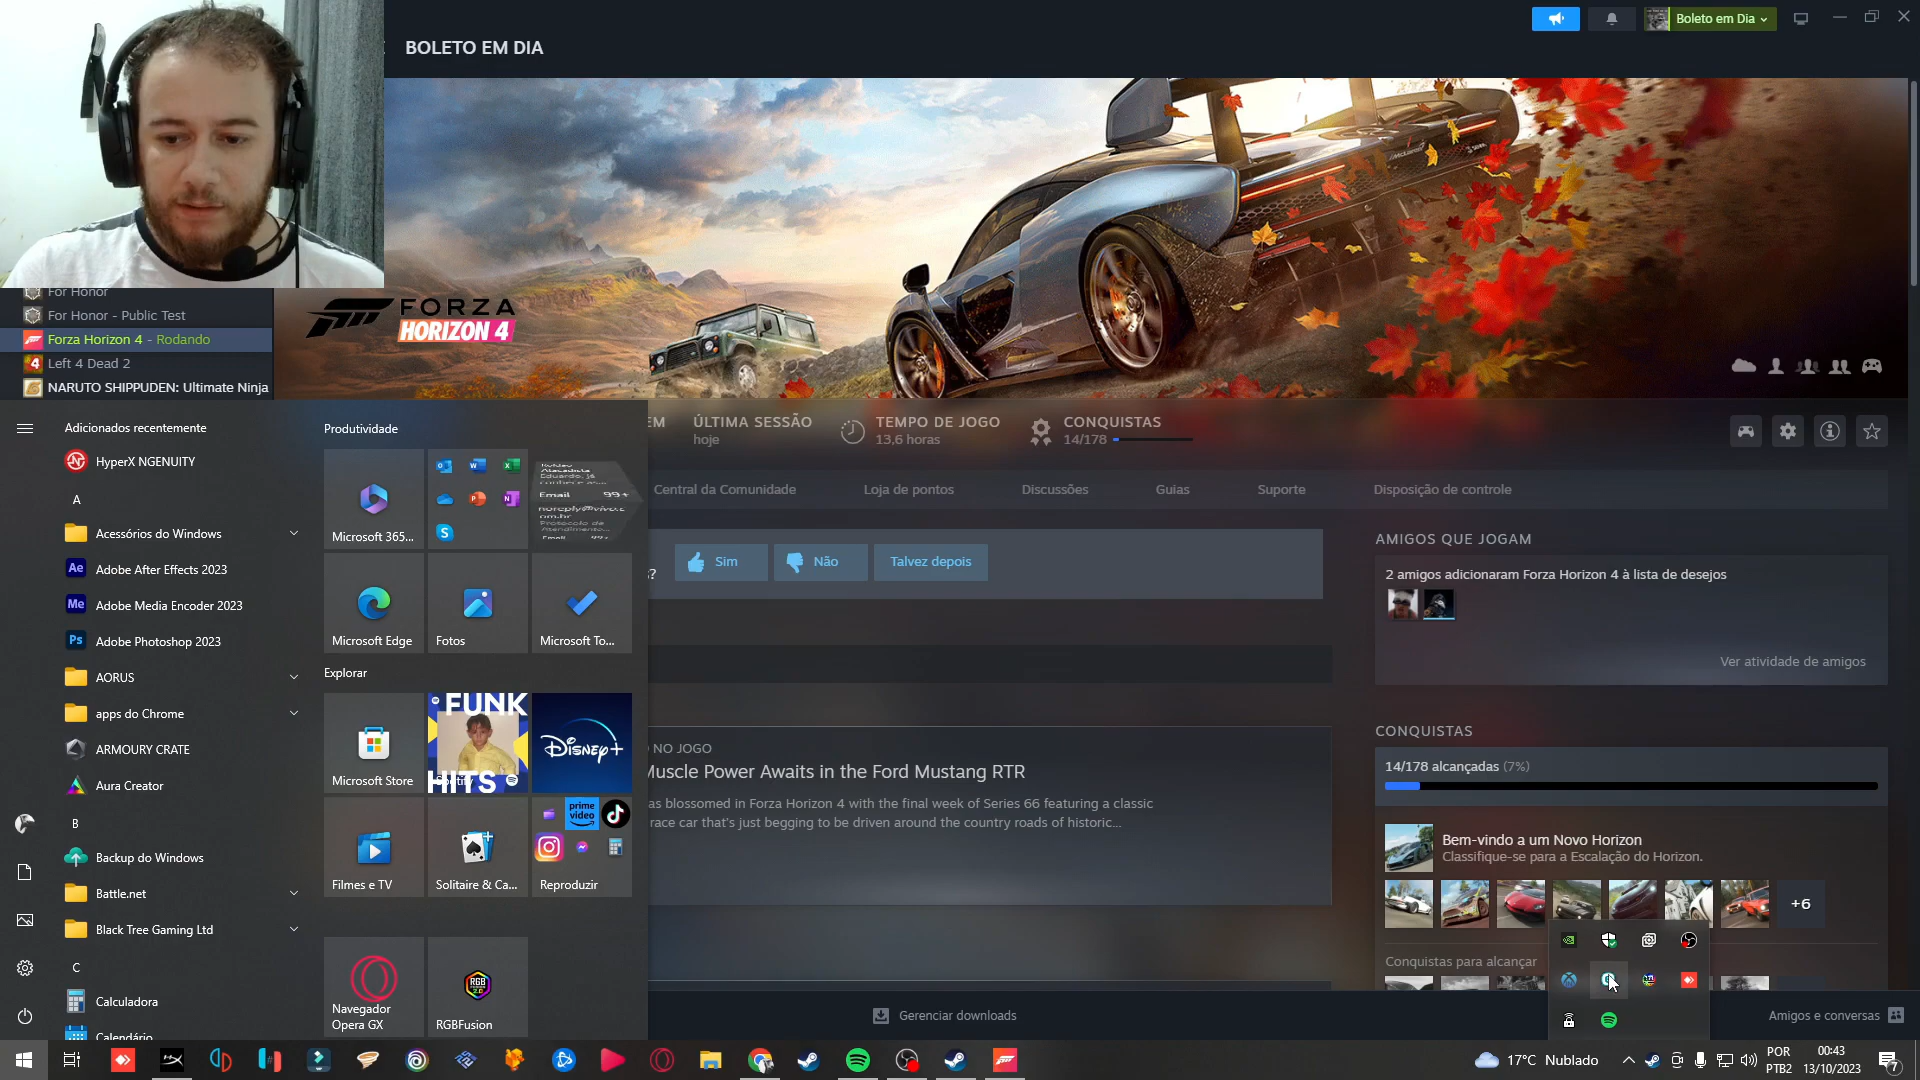 BOLETO EM DIA
Boleto em Dia
FORZA
HORIZON 4
For Honor
For Honor - Public Test
Forza Horizon 4 - Rodando
Left 4 Dead 2
NARUTO SHIPPUDEN: Ultimate Ninja
EM
ÚLTIMA SESSÃO
hoje
TEMPO DE JOGO
13,6 horas
CONQUISTAS
14/178
Central da Comunidade
Loja de pontos
Discussões
Guias
Suporte
Disposição de controle
Adicionados recentemente
HyperX NGENUITY
A
Acessórios do Windows
Adobe After Effects 2023
Adobe Media Encoder 2023
Adobe Photoshop 2023
AORUS
apps do Chrome
ARMOURY CRATE
Aura Creator
B
Backup do Windows
Battle.net
Black Tree Gaming Ltd
C
Calculadora
Calendário
Produtividade
Microsoft 365...
Email 99+
Microsoft Edge
Fotos
Microsoft To...
Explorar
Microsoft Store
FUNK
HITS
Spotify
Disney+
Filmes e TV
Solitaire & Ca...
prime video
Reproduzir
Navegador
Opera GX
RGB
RGBFusion
s?
Sim
Não
Talvez depois
O NO JOGO
Muscle Power Awaits in the Ford Mustang RTR
as blossomed in Forza Horizon 4 with the final week of Series 66 featuring a classic
race car that's just begging to be driven around the country roads of historic...
AMIGOS QUE JOGAM
2 amigos adicionaram Forza Horizon 4 à lista de desejos
Ver atividade de amigos
CONQUISTAS
14/178 alcançadas (7%)
Bem-vindo a um Novo Horizon
Classifique-se para a Escalação do Horizon.
+6
Conquistas para alcançar
Gerenciar downloads
Amigos e conversas
17°C Nublado
POR
PTB2
00:43
13/10/2023
7